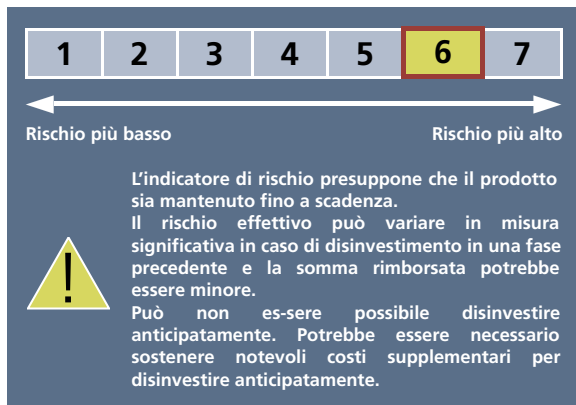 1 2 3 4 5 6 7
Rischio più basso Rischio più alto
L'indicatore di rischio presuppone che il prodotto
sia mantenuto fino a scadenza.
Il rischio effettivo può variare in misura
significativa in caso di disinvestimento in una fase
precedente e la somma rimborsata potrebbe
essere minore.
Può non es-sere possibile disinvestire
anticipatamente. Potrebbe essere necessario
sostenere notevoli costi supplementari per
disinvestire anticipatamente.
!